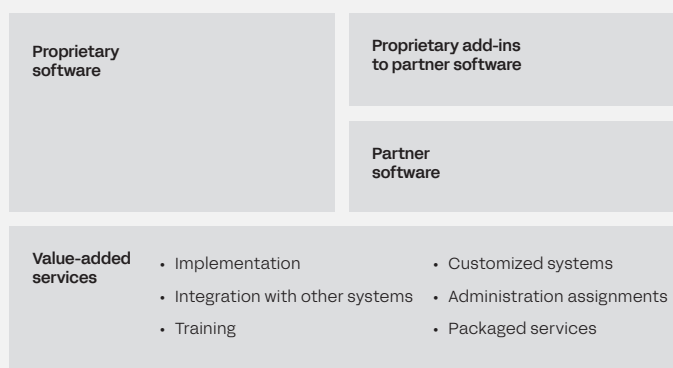 Proprietary
software
Proprietary add-ins
to partner software
Partner
software
Value-added
services
• Implementation
• Integration with other systems
• Training
• Customized systems
• Administration assignments
• Packaged services